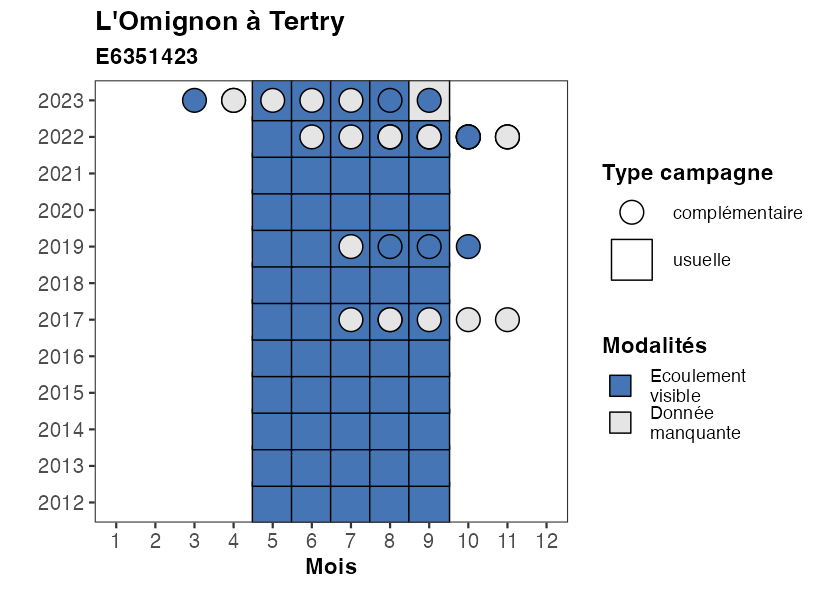 L'Omignon à Tertry
E6351423
2023
2022
2021
2020
2019
2018
2017
2016
2015
2014
2013
2012
1 2 3 4 5 6 7 8 9 10 11 12
Mois
Type campagne
complémentaire
usuelle
Modalités
Ecoulement
visible
Donnée
manquante